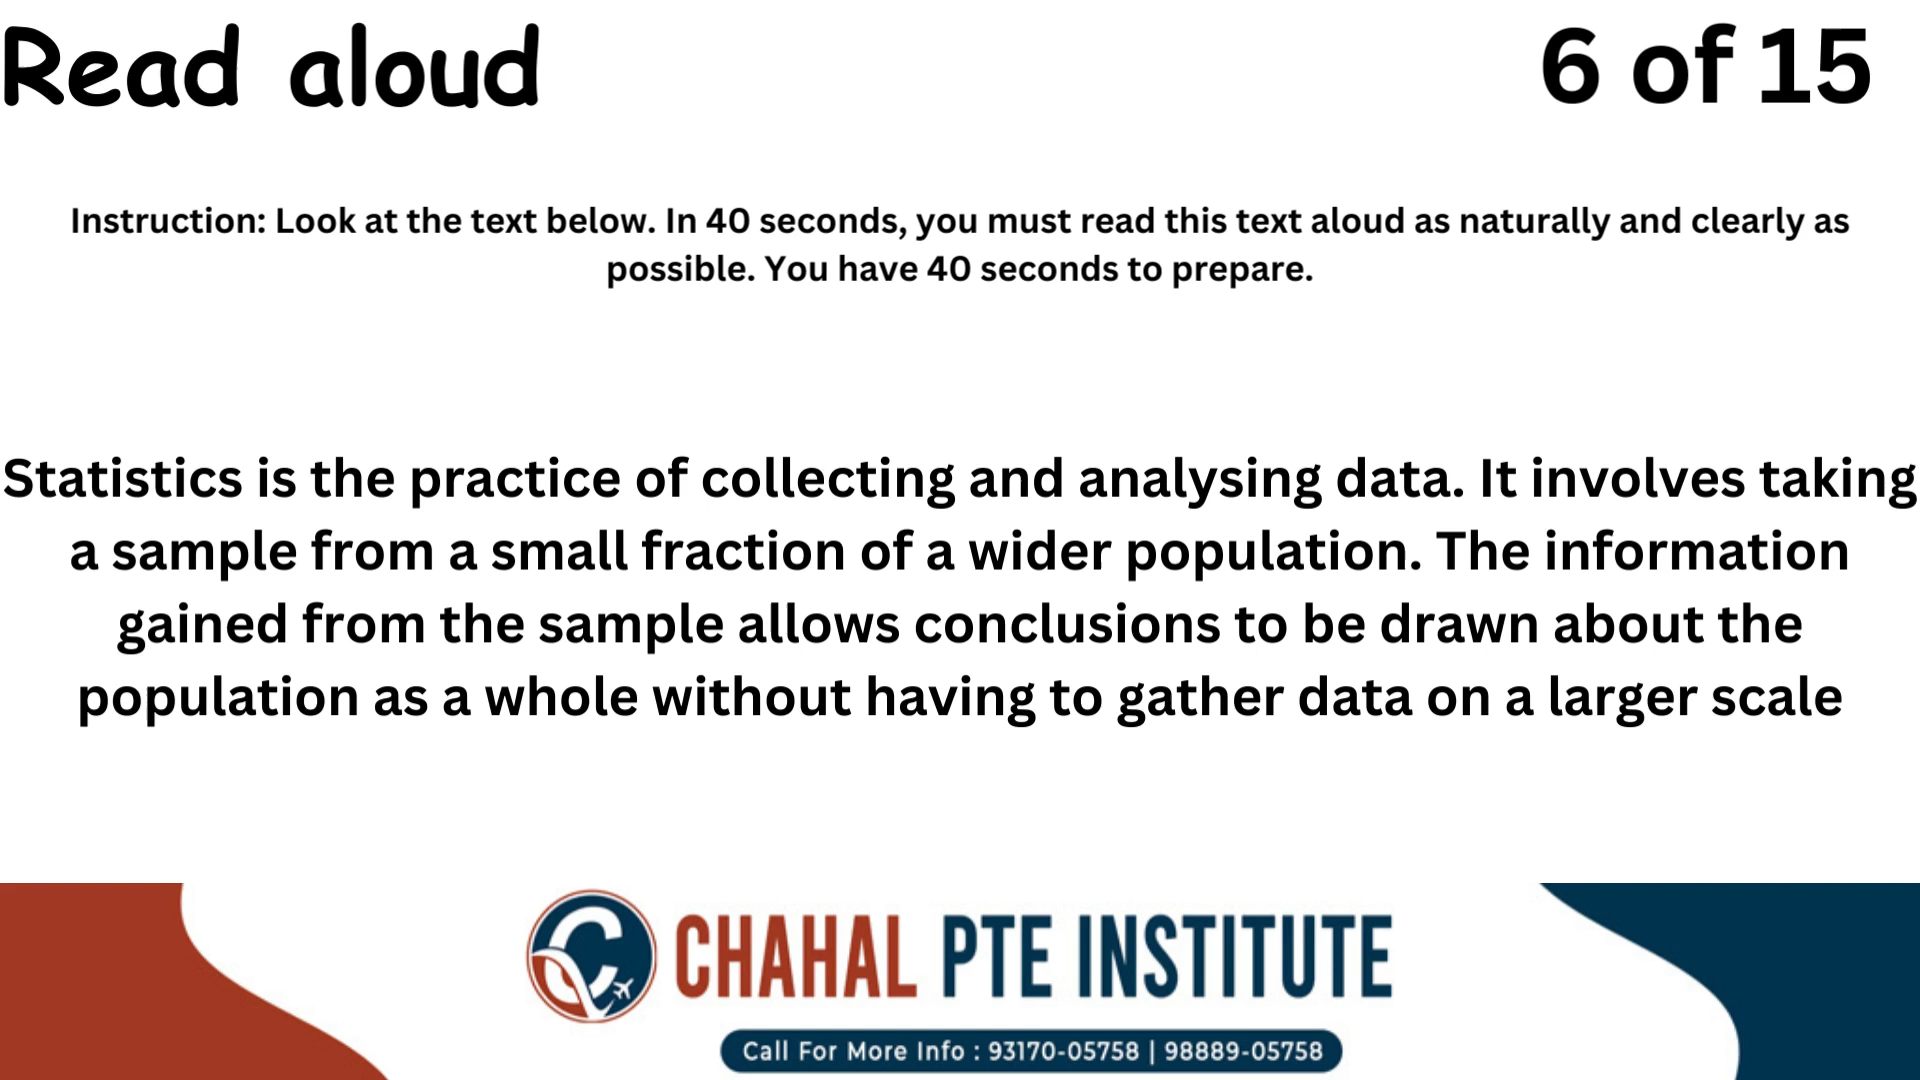 Read aloud
6 of 15
Instruction: Look at the text below. In 40 seconds, you must read this text aloud as naturally and clearly as
possible. You have 40 seconds to prepare.
Statistics is the practice of collecting and analysing data. It involves taking
a sample from a small fraction of a wider population. The information
gained from the sample allows conclusions to be drawn about the
population as a whole without having to gather data on a larger scale
CHAHAL PTE INSTITUTE
Call For More Info : 93170-05758 | 98889-05758